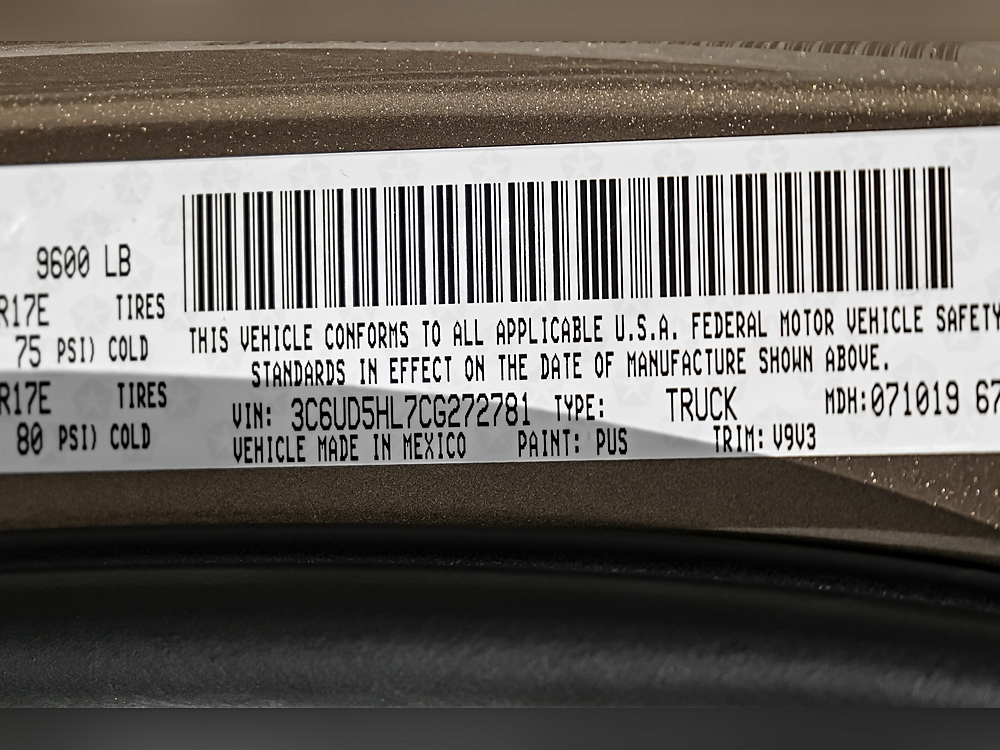 9600 LB
R17E TIRES
75 PSI) COLD
R17E TIRES
80 PSI) COLD
THIS VEHICLE CONFORMS TO ALL APPLICABLE U.S.A. FEDERAL MOTOR VEHICLE SAFETY
STANDARDS IN EFFECT ON THE DATE OF MANUFACTURE SHOWN ABOVE.
VIN: 3C6UD5HL7CG272781 TYPE: TRUCK MDH:071019 67
VEHICLE MADE IN MEXICO PAINT: PUS TRIM: V9V3